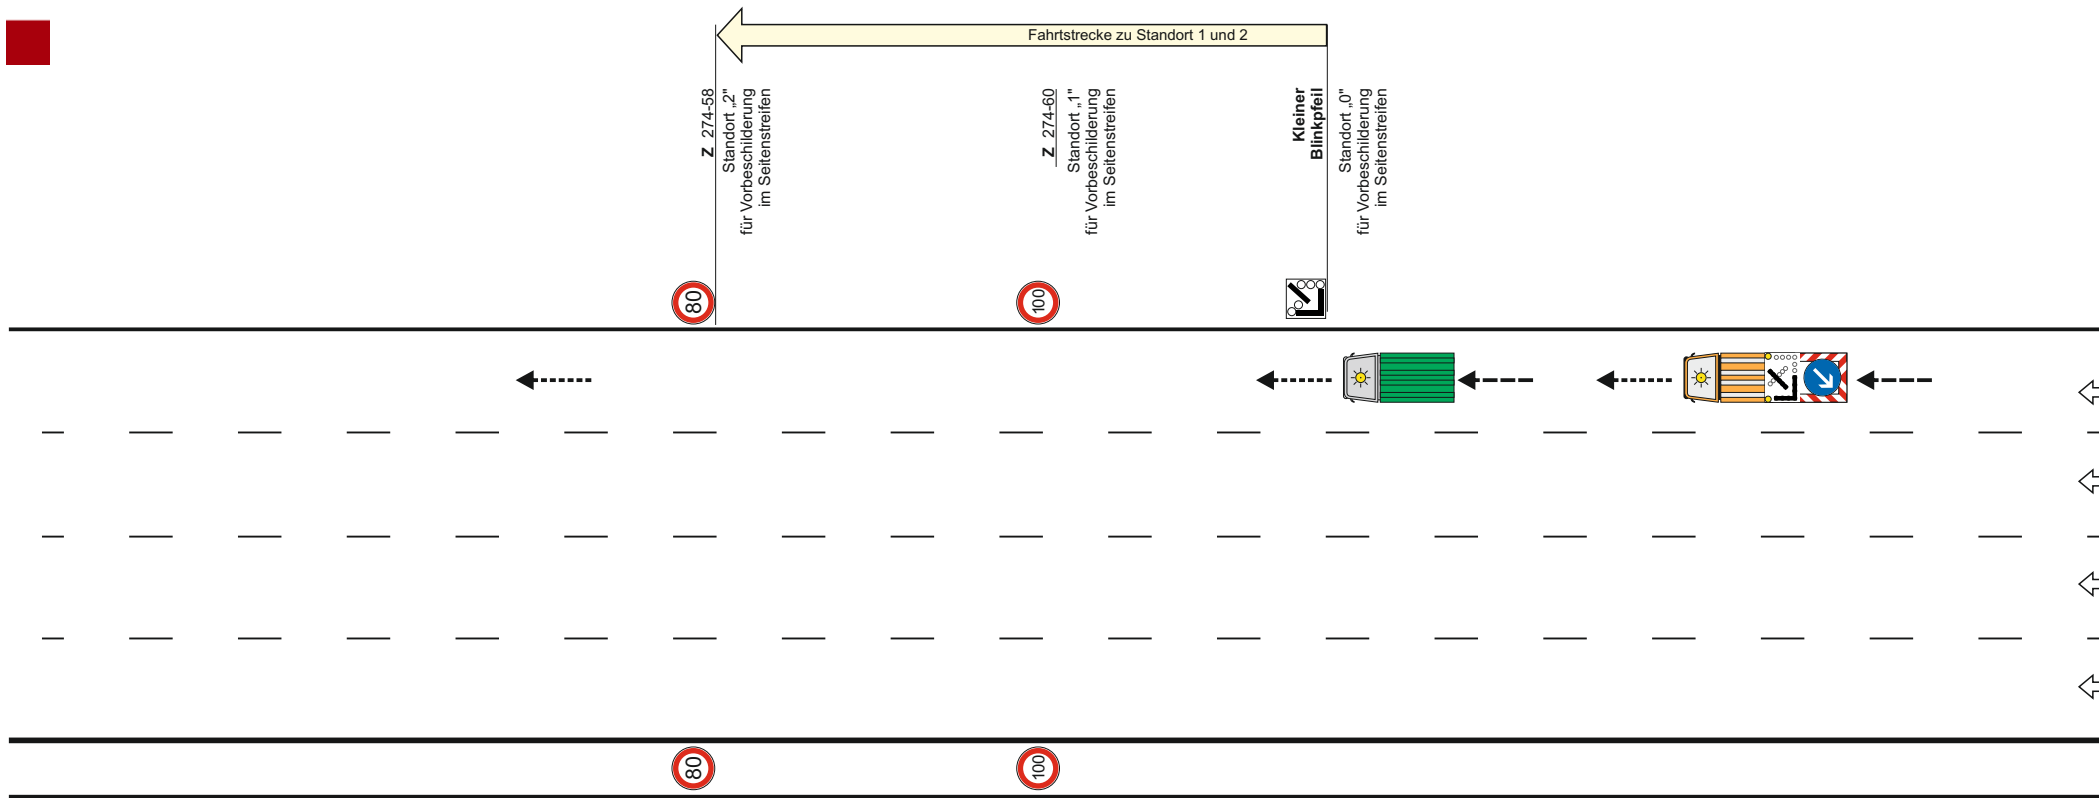 Fahrtstrecke zu Standort 1 und 2
Z 274-58
Standort „2"
für Vorbeschilderung
im Seitenstreifen
Z 274-60
Standort „1"
für Vorbeschilderung
im Seitenstreifen
Kleiner
Blinkpfeil
Standort „0"
für Vorbeschilderung
im Seitenstreifen
80
100
80
100